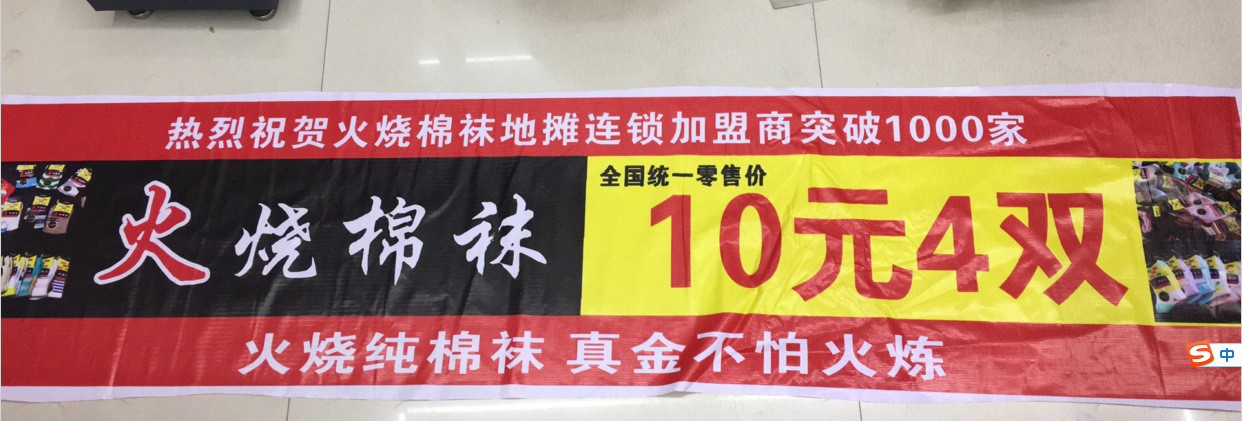 热烈祝贺火烧棉袜地摊连锁加盟商突破1000家
火烧棉袜
全国统一零售价
10元4双
火烧纯棉袜 真金不怕火炼
S 中